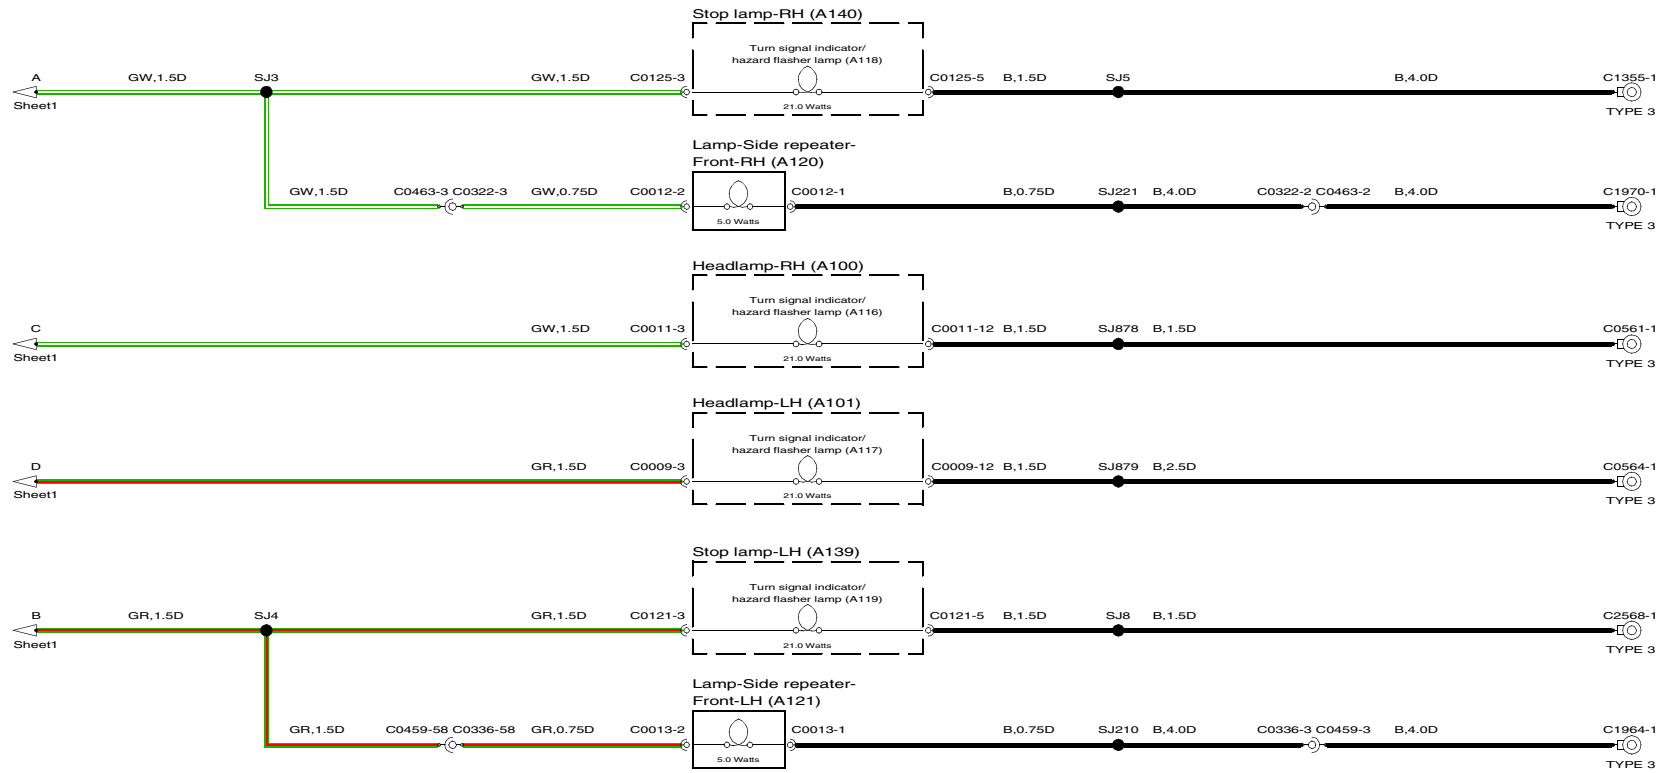 Stop lamp-RH (A140)
Turn signal indicator/
hazard flasher lamp (A118)
A GW,1.5D SJ3 GW,1.5D C0125-3 C0125-5 B,1.5D SJ5 B,4.0D C1355-1
Sheet1 21.0 Watts TYPE 3
Lamp-Side repeater-
Front-RH (A120)
GW,1.5D C0463-3 C0322-3 GW,0.75D C0012-2 C0012-1 B,0.75D SJ221 B,4.0D C0322-2 C0463-2 B,4.0D C1970-1
5.0 Watts TYPE 3
Headlamp-RH (A100)
Turn signal indicator/
hazard flasher lamp (A116)
C GW,1.5D C0011-3 C0011-12 B,1.5D SJ878 B,1.5D C0561-1
Sheet1 21.0 Watts TYPE 3
Headlamp-LH (A101)
Turn signal indicator/
hazard flasher lamp (A117)
D GR,1.5D C0009-3 C0009-12 B,1.5D SJ879 B,2.5D C0564-1
Sheet1 21.0 Watts TYPE 3
Stop lamp-LH (A139)
Turn signal indicator/
hazard flasher lamp (A119)
B GR,1.5D SJ4 GR,1.5D C0121-3 C0121-5 B,1.5D SJ8 B,1.5D C2568-1
Sheet1 21.0 Watts TYPE 3
Lamp-Side repeater-
Front-LH (A121)
GR,1.5D C0459-58 C0336-58 GR,0.75D C0013-2 C0013-1 B,0.75D SJ210 B,4.0D C0336-3 C0459-3 B,4.0D C1964-1
5.0 Watts TYPE 3